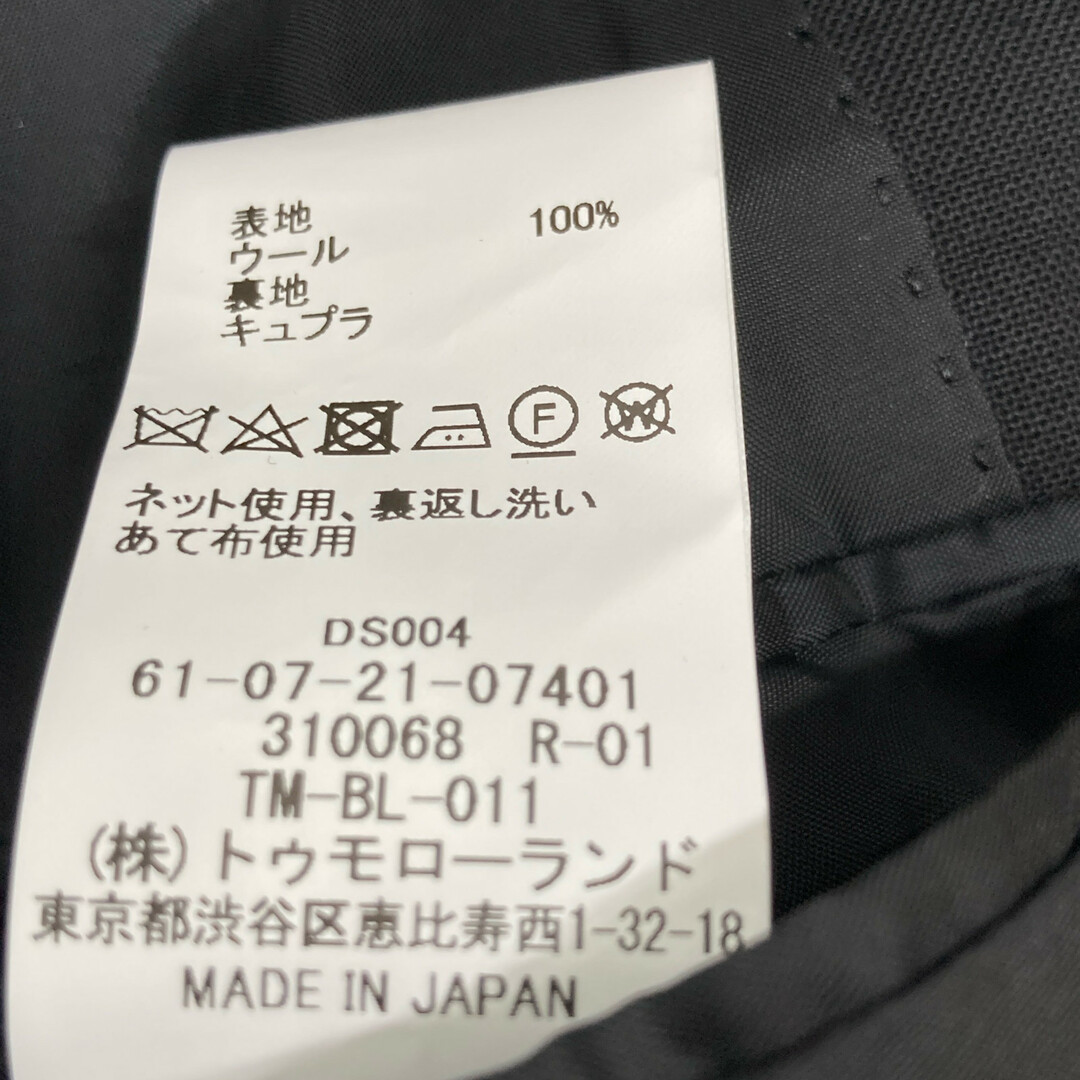 表地
ウール 100%
裏地
キュプラ
F W
ネット使用、裏返し洗い
あて布使用
DS004
61-07-21-07401
310068 R-01
TM-BL-011
(株)トゥモローランド
東京都渋谷区恵比寿西1-32-18
MADE IN JAPAN